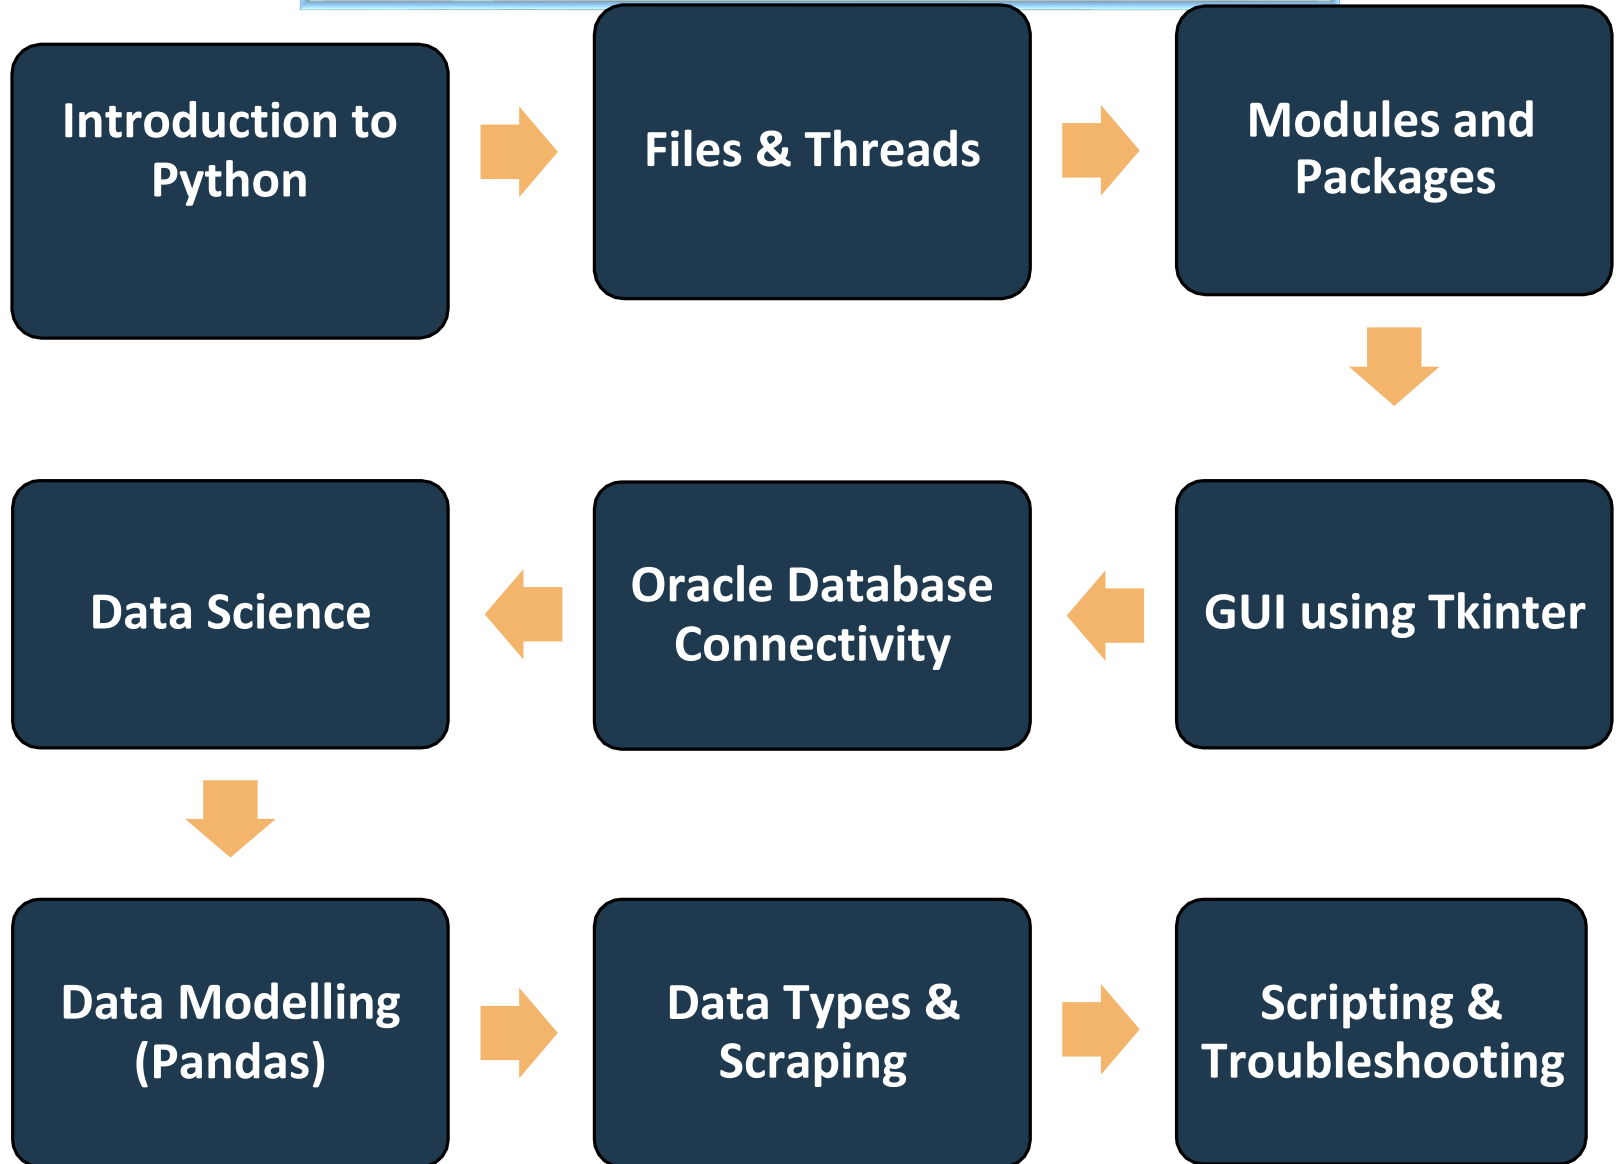 Introduction to
Python
Files & Threads
Modules and
Packages
GUI using Tkinter
Oracle Database
Connectivity
Data Science
Data Modelling
(Pandas)
Data Types &
Scraping
Scripting &
Troubleshooting